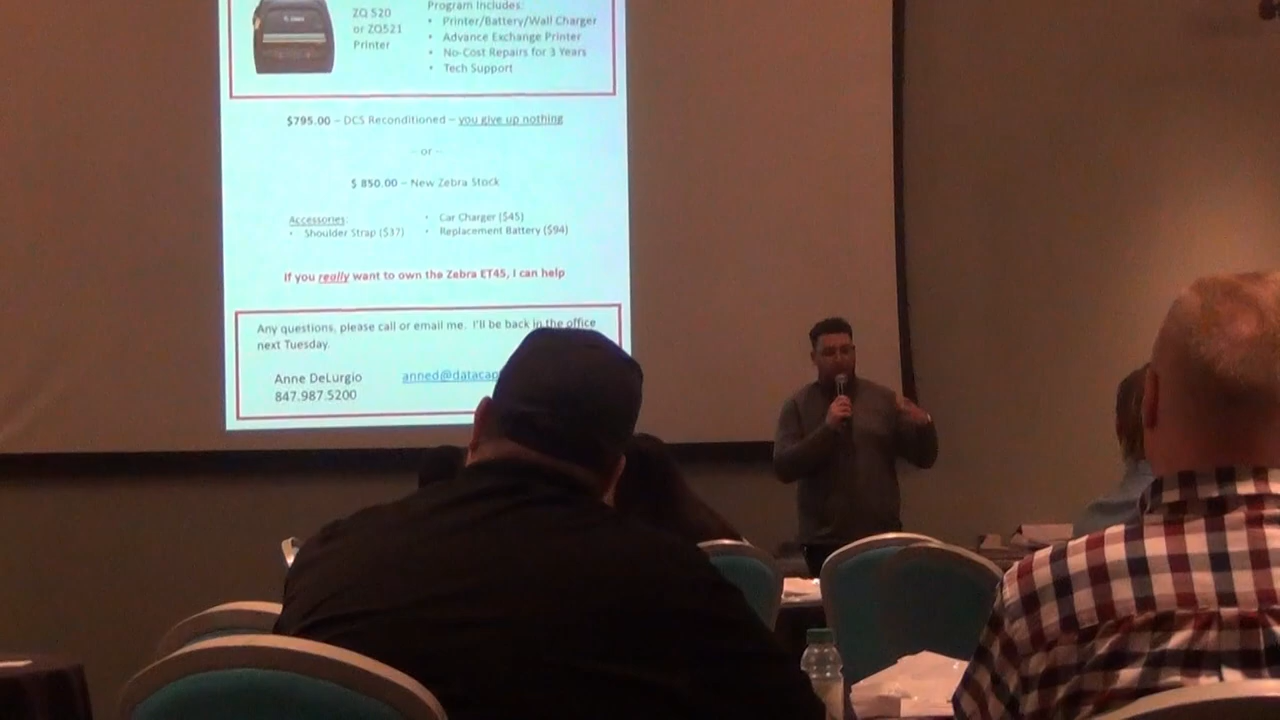 Program Includes:
ZQ 520
or ZQ521
Printer
• Printer/Battery/Wall Charger
• Advance Exchange Printer
• No-Cost Repairs for 3 Years
• Tech Support
$795.00 – DCS Reconditioned – you give up nothing
-- or --
$ 850.00 – New Zebra Stock
Accessories:
• Shoulder Strap ($37)
• Car Charger ($45)
• Replacement Battery ($94)
If you really want to own the Zebra ET45, I can help
Any questions, please call or email me. I'll be back in the office
next Tuesday.
Anne DeLurgio
847.987.5200
anned@datacap